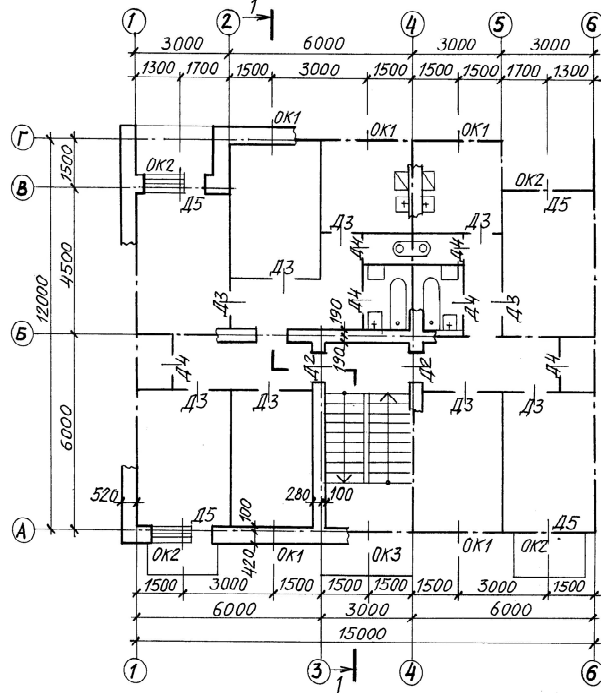 1
1 2 4 5 6
3000 6000 3000 3000
1300 1700 1500 3000 1500 1500 1500 1700 1300
Г ОК1 ОК1 ОК1
1500 ОК2 ОК2
В Д5 Д5
Д3 Д3
Д4 Д4
12000 4500 Д3
Д3 Д4 Д4 Д3
190
Б
190
Д4 Д2 Д2 Д4
Д3 Д3 Д3 Д3
6000
520 280 100
Д5 100 Д5
А
ОК2 420 ОК1 ОК3 ОК1 ОК2
1500 3000 1500 1500 1500 1500 3000 1500
6000 3000 6000
15000
1 3 4 6
1